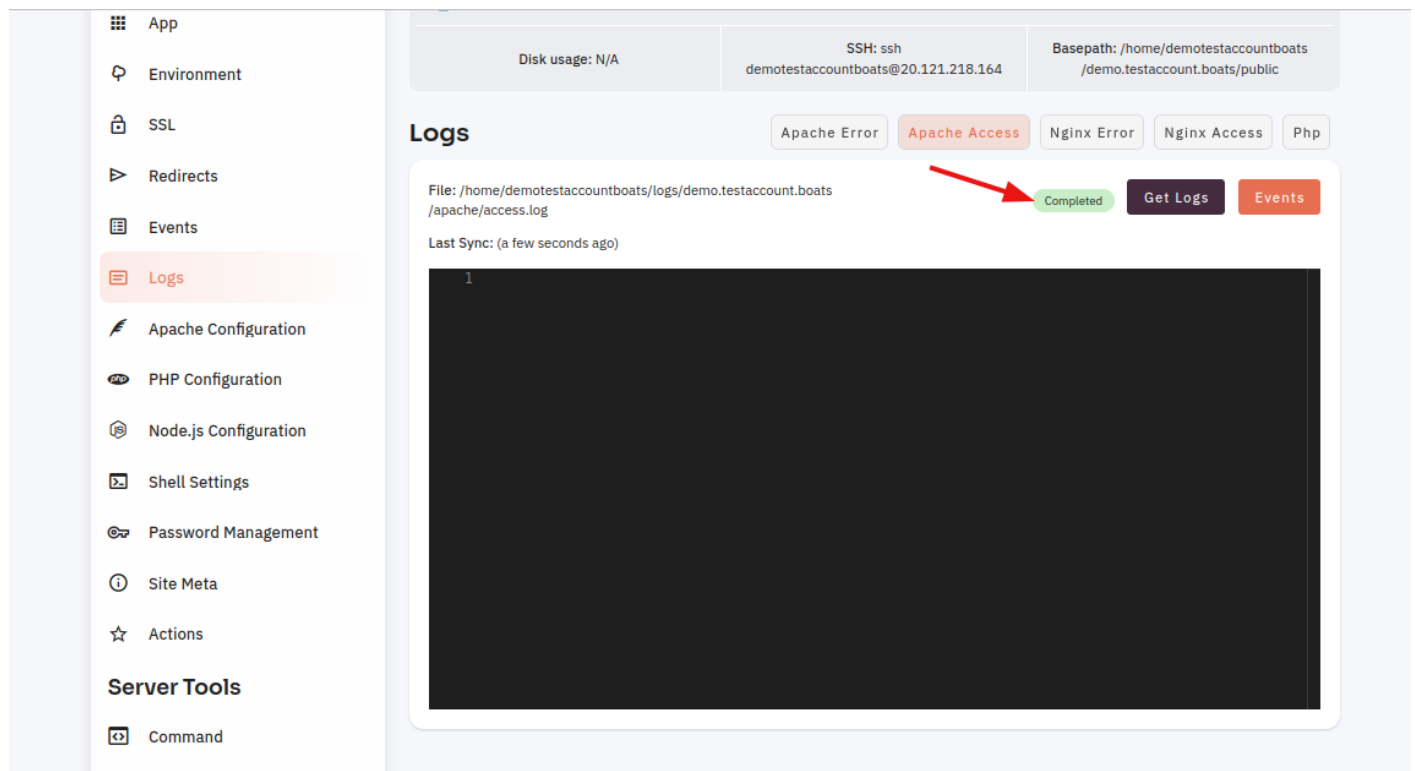 App
Environment
SSL
Redirects
Events
Logs
Apache Configuration
PHP Configuration
Node.js Configuration
Shell Settings
Password Management
Site Meta
Actions
Server Tools
Command
Disk usage: N/A
SSH: ssh
demotestaccountboats@20.121.218.164
Basepath: /home/demotestaccountboats
/demo.testaccount.boats/public
Logs
Apache Error
Apache Access
Nginx Error
Nginx Access
Php
File: /home/demotestaccountboats/logs/demo.testaccount.boats
/apache/access.log
Completed
Get Logs
Events
Last Sync: (a few seconds ago)
1